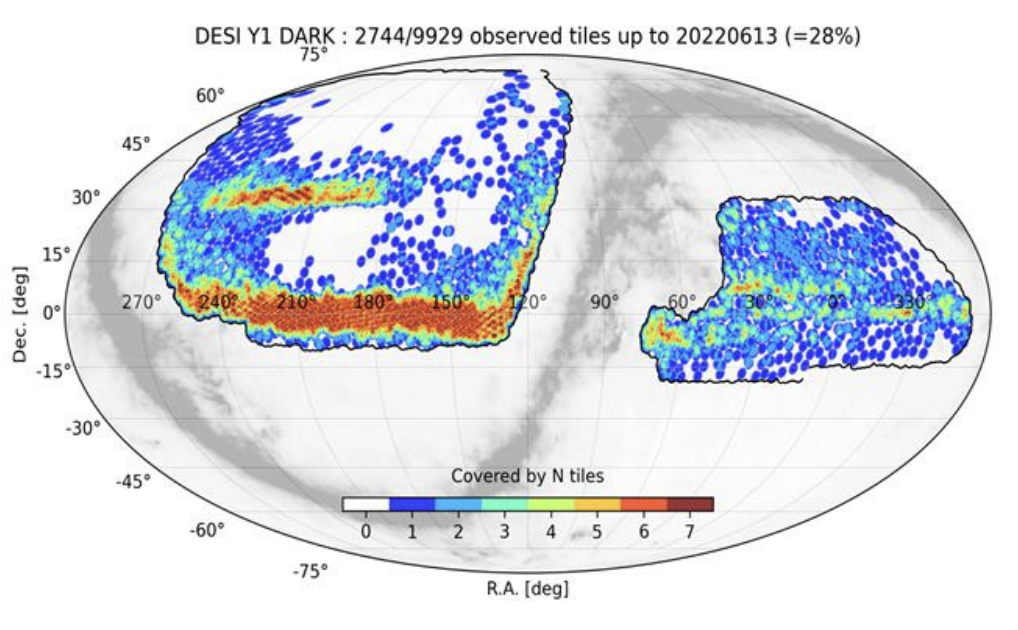 DESI Y1 DARK : 2744/9929 observed tiles up to 20220613 (=28%)
75°
60°
45°
30°
15°
0°
-15°
-30°
-45°
-60°
-75°
Dec. [deg]
270° 240° 210° 180° 150° 120° 90° 60° 30° 0° 330°
Covered by N tiles
0 1 2 3 4 5 6 7
R.A. [deg]